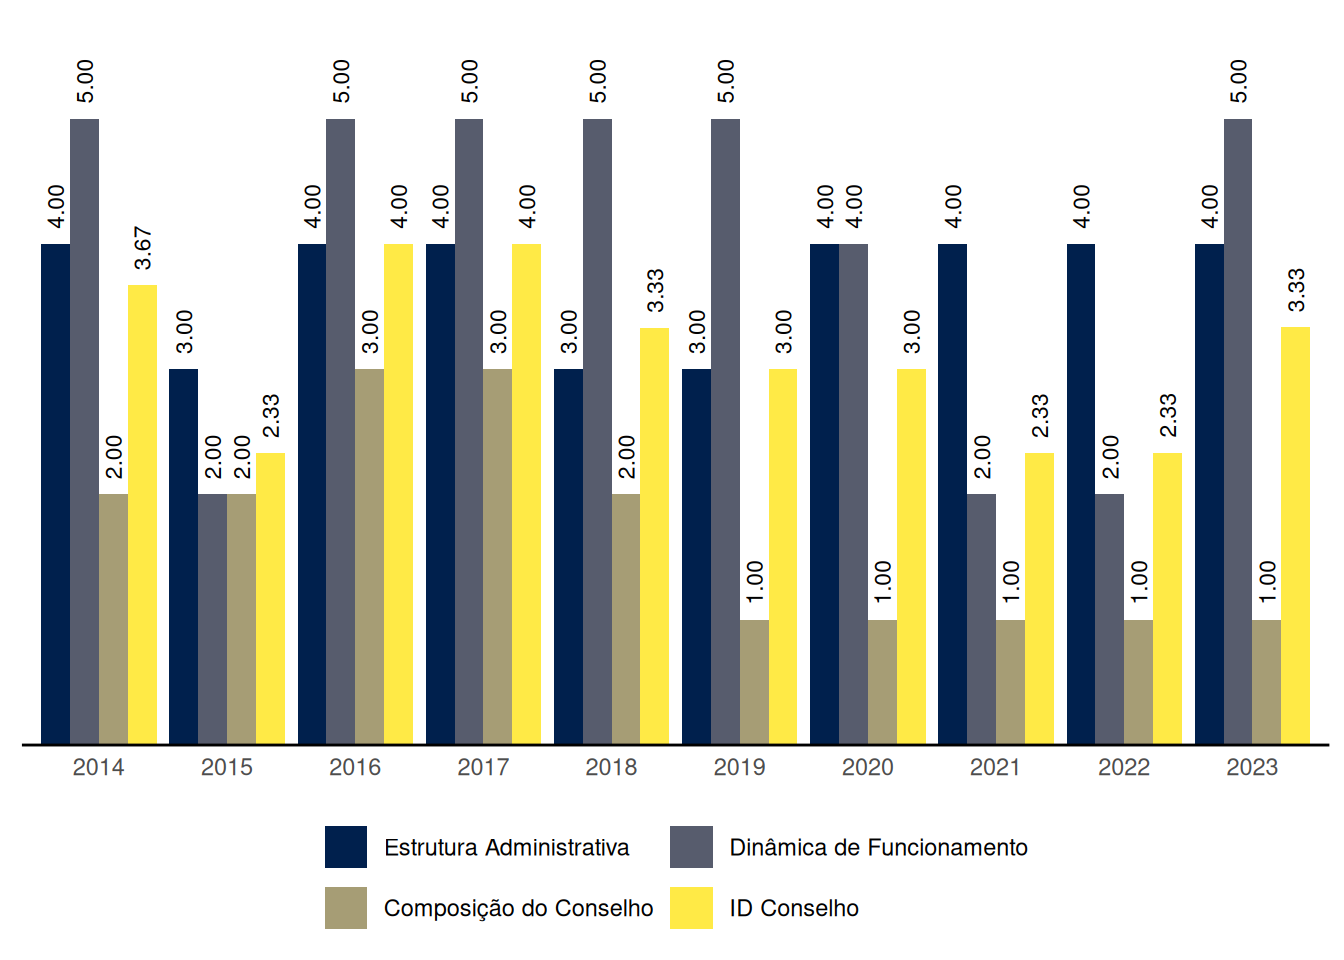 4.00 5.00 2.00 3.67
3.00 2.00 2.00 2.33
4.00 5.00 3.00 4.00
4.00 5.00 3.00 4.00
3.00 5.00 2.00 3.33
3.00 5.00 1.00 3.00
4.00 4.00 1.00 3.00
4.00 2.00 1.00 2.33
4.00 2.00 1.00 2.33
4.00 5.00 1.00 3.33
2014 2015 2016 2017 2018 2019 2020 2021 2022 2023
Estrutura Administrativa Dinâmica de Funcionamento
Composição do Conselho ID Conselho